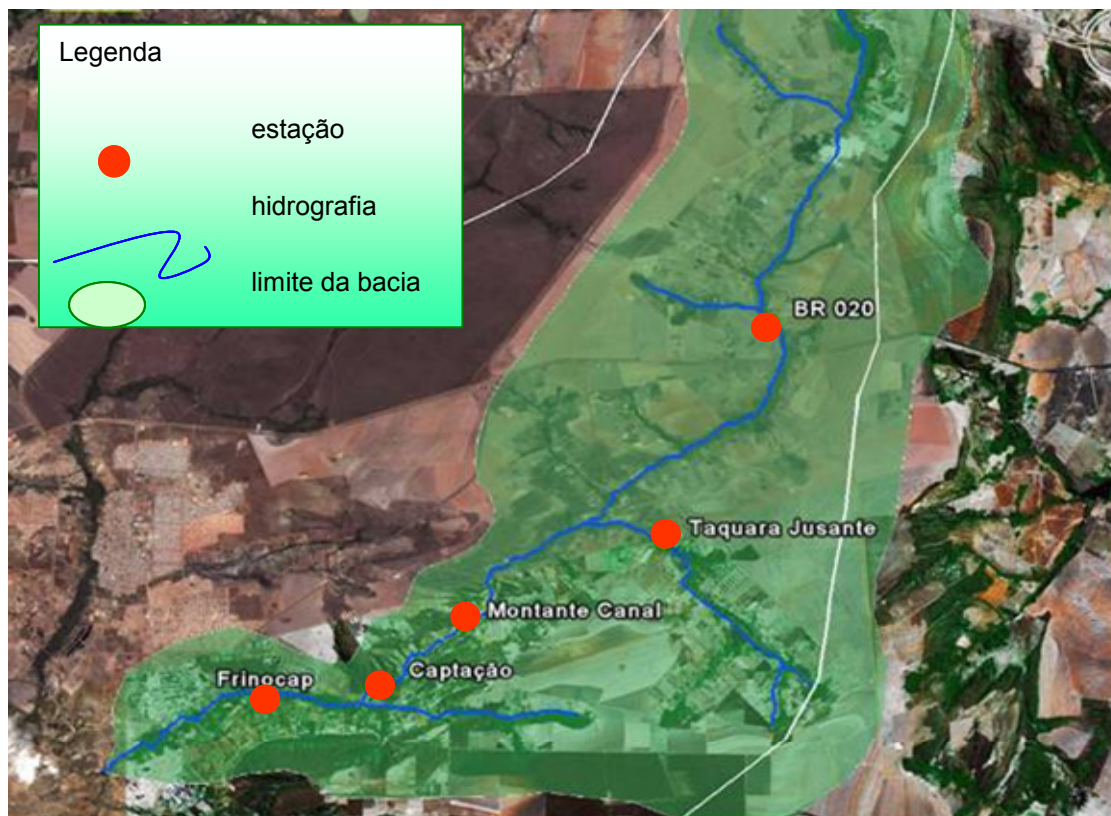 Legenda
estação
hidrografia
limite da bacia
BR 020
Taquara Jusante
Montante Canal
Captação
Frinocap